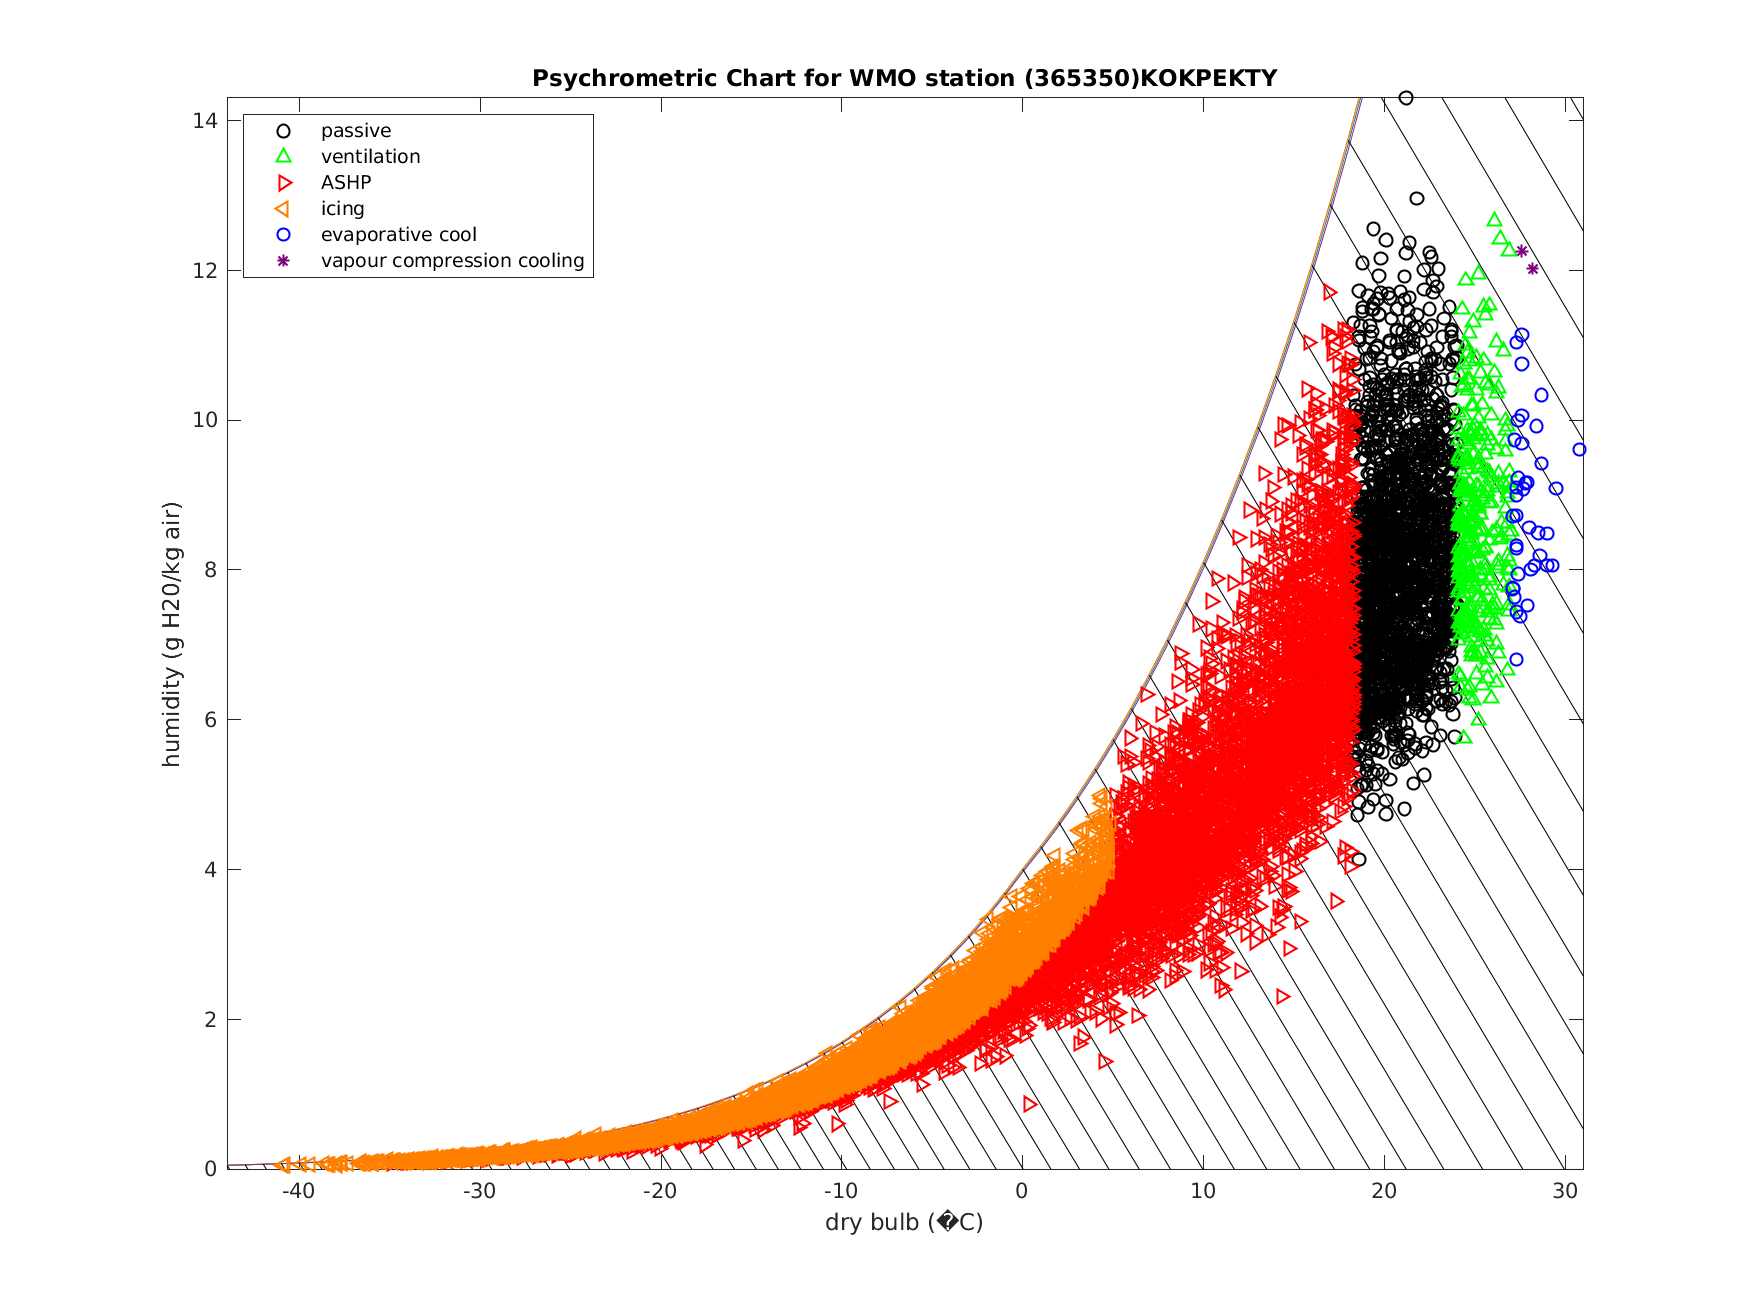 Psychrometric Chart for WMO station (365350)KOKPEKTY
passive
ventilation
ASHP
icing
evaporative cool
vapour compression cooling
14
12
10
8
6
4
2
0
humidity (g H20/kg air)
-40 -30 -20 -10 0 10 20 30
dry bulb (�C)